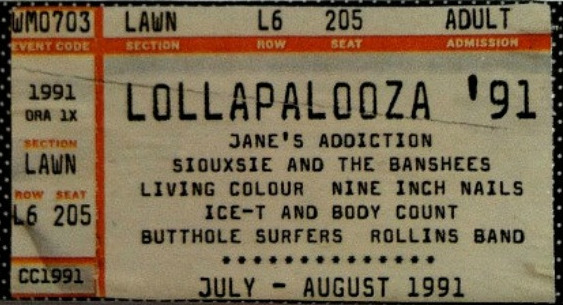 WM0703 LAWN L6 205 ADULT
EVENT CODE SECTION ROW SEAT ADMISSION
1991
ORA 1X
SECTION
LAWN
ROW SEAT
L6 205
CC1991
LOLLAPALOOZA '91
JANE'S ADDICTION
SIOUXSIE AND THE BANSHEES
LIVING COLOUR NINE INCH NAILS
ICE-T AND BODY COUNT
BUTTHOLE SURFERS ROLLINS BAND
**************
JULY - AUGUST 1991